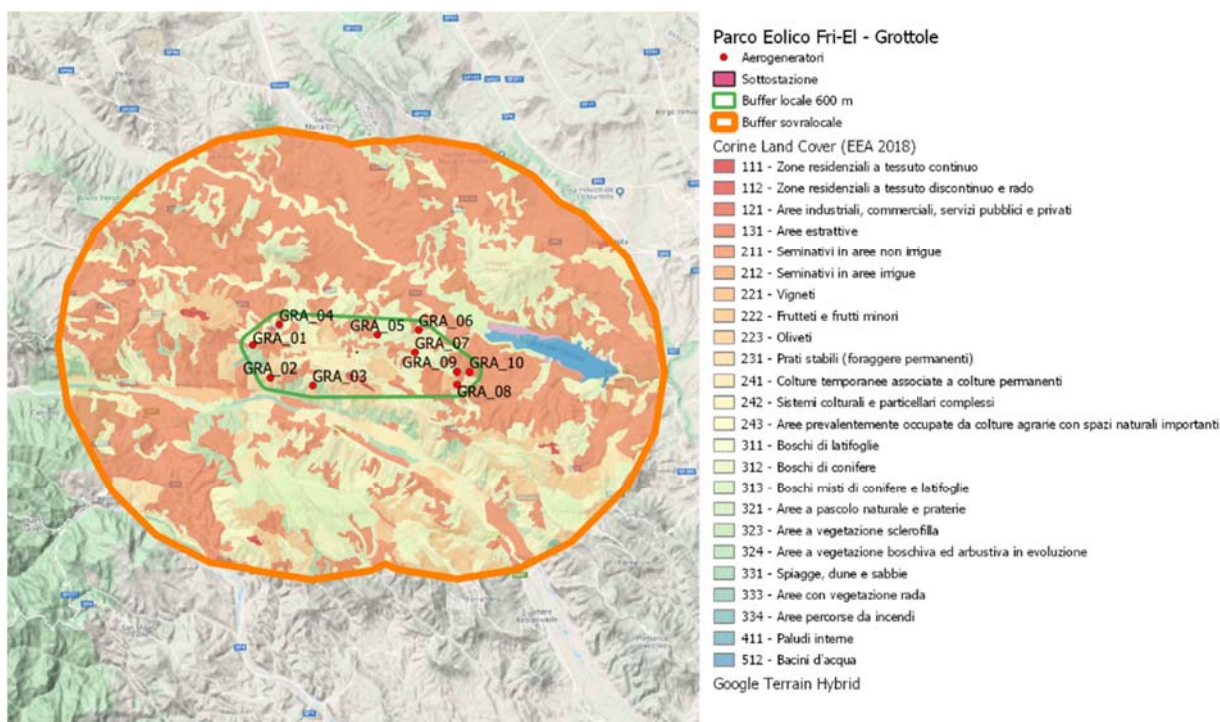 Parco Eolico Fri-El - Grottole
Aerogeneratori
Sottostazione
Buffer locale 600 m
Buffer sovralocale
Corine Land Cover (EEA 2018)
111 - Zone residenziali a tessuto continuo
112 - Zone residenziali a tessuto discontinuo e rado
121 - Aree industriali, commerciali, servizi pubblici e privati
131 - Aree estrattive
211 - Seminativi in aree non irrigue
212 - Seminativi in aree irrigue
221 - Vigneti
222 - Frutteti e frutti minori
223 - Oliveti
231 - Prati stabili (foraggere permanenti)
241 - Colture temporanee associate a colture permanenti
242 - Sistemi colturali e particellari complessi
243 - Aree prevalentemente occupate da colture agrarie con spazi naturali importanti
311 - Boschi di latifoglie
312 - Boschi di conifere
313 - Boschi misti di conifere e latifoglie
321 - Aree a pascolo naturale e praterie
323 - Aree a vegetazione sclerofilla
324 - Aree a vegetazione boschiva ed arbustiva in evoluzione
331 - Spiagge, dune e sabbie
333 - Aree con vegetazione rada
334 - Aree percorse da incendi
411 - Paludi interne
512 - Bacini d'acqua
Google Terrain Hybrid
GRA_04
GRA_05
GRA_06
GRA_01
GRA_07
GRA_02
GRA_03
GRA_09
GRA_10
GRA_08